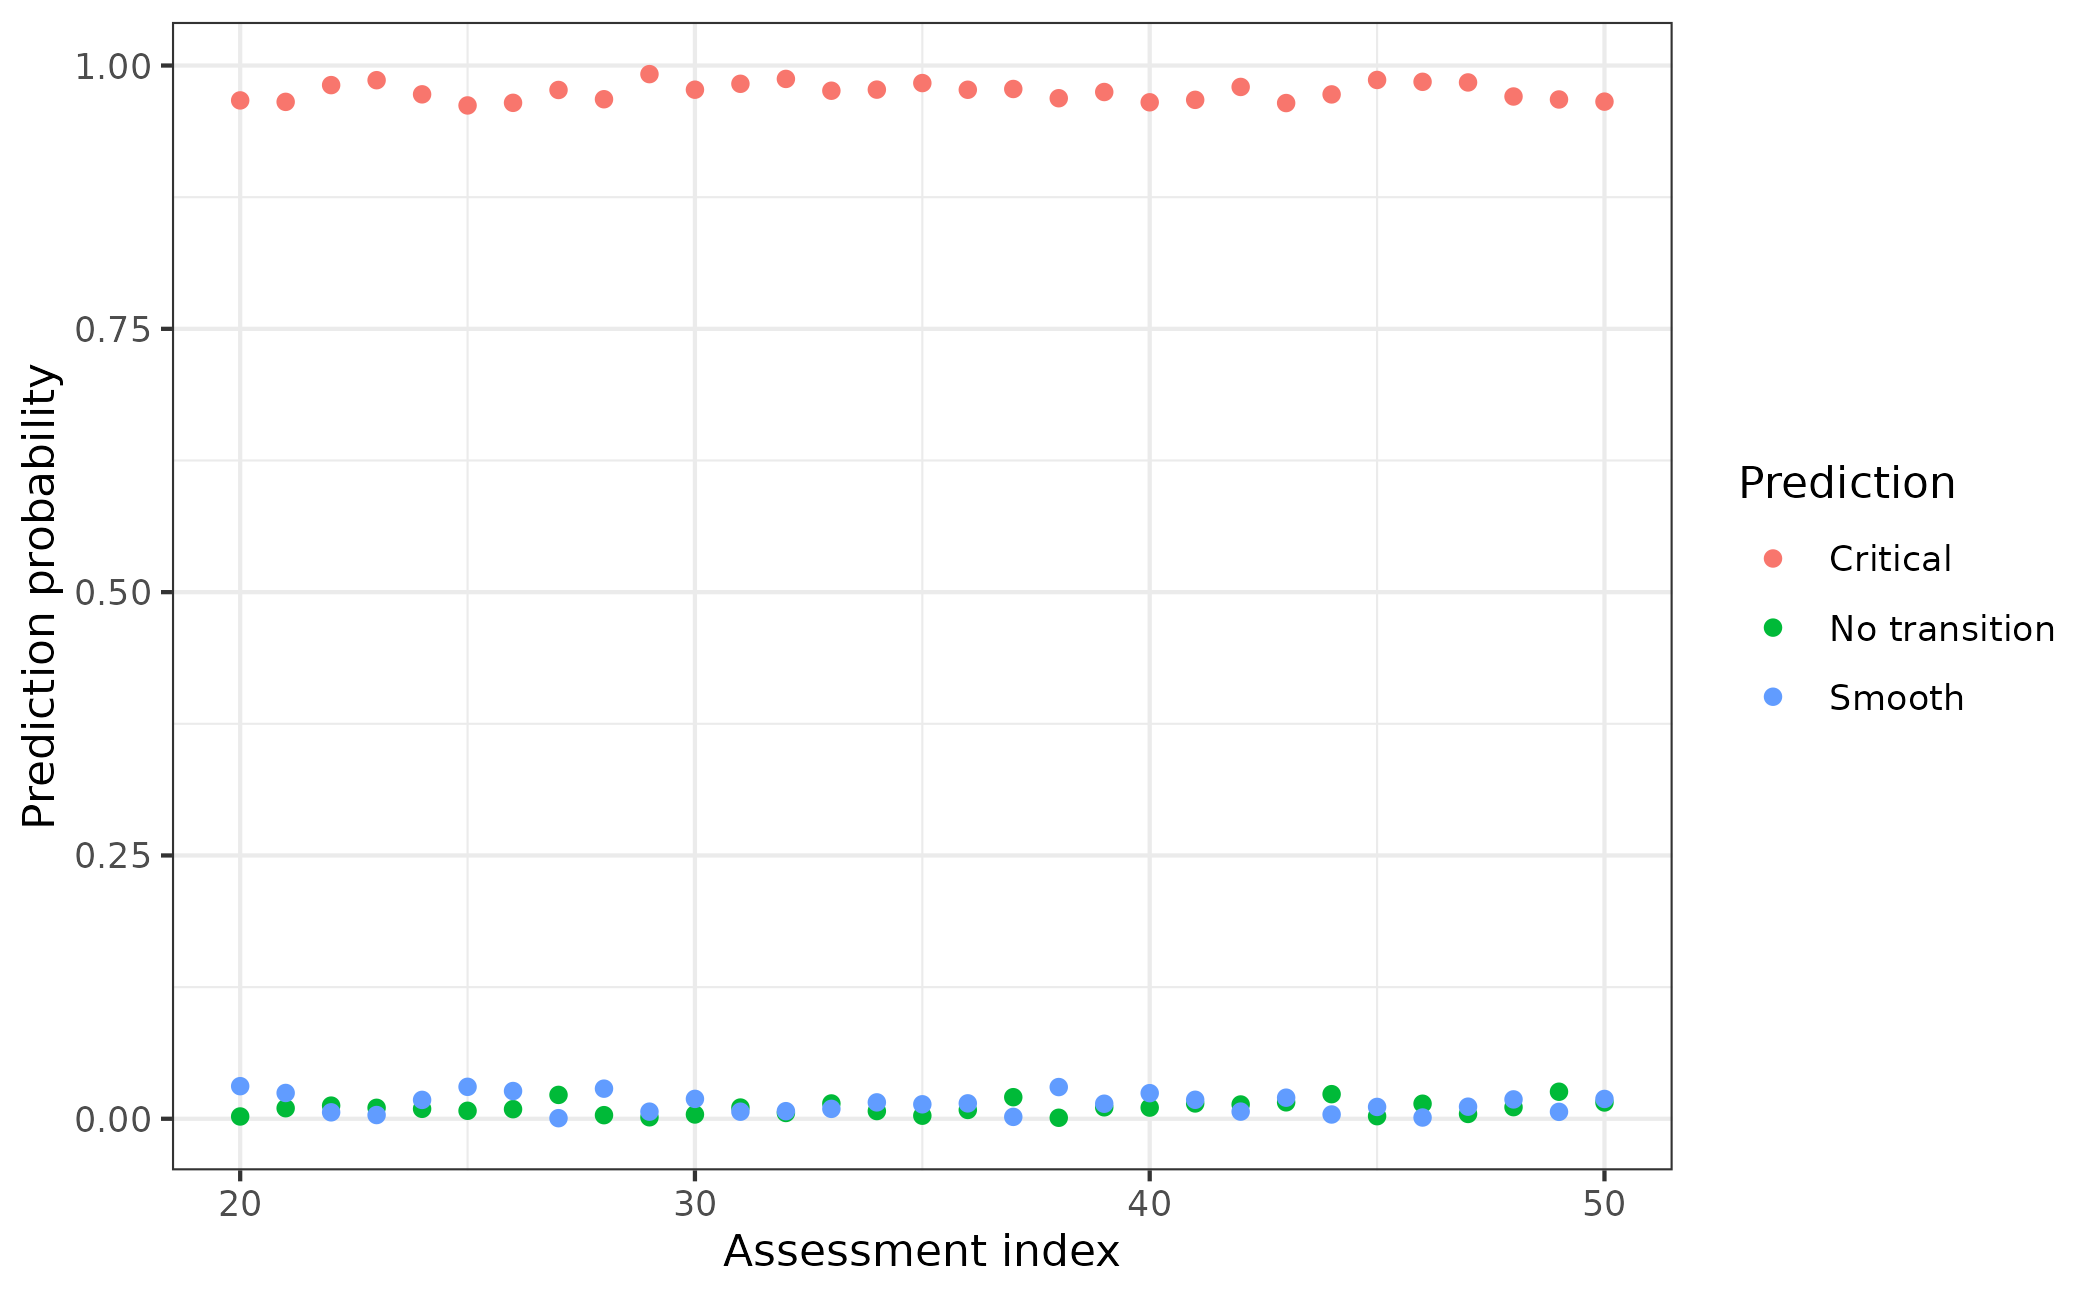 1.00
0.75
0.50
0.25
0.00
Prediction probability
20 30 40 50
Assessment index
Prediction
Critical
No transition
Smooth